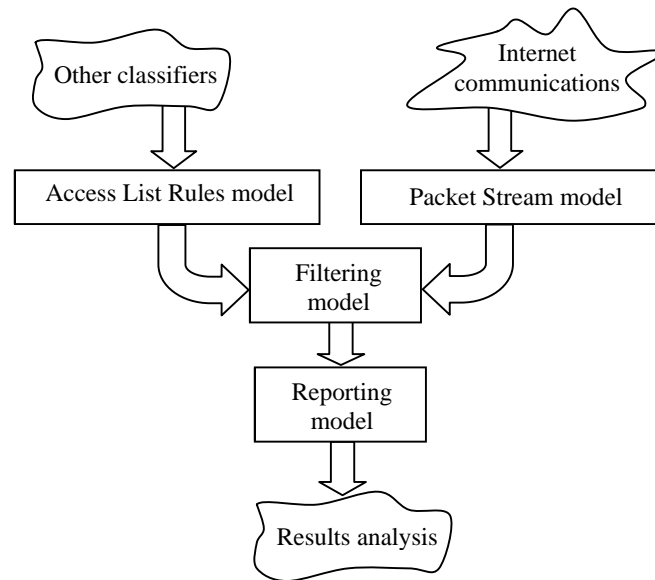 Other classifiers
Internet
communications
Access List Rules model
Packet Stream model
Filtering
model
Reporting
model
Results analysis